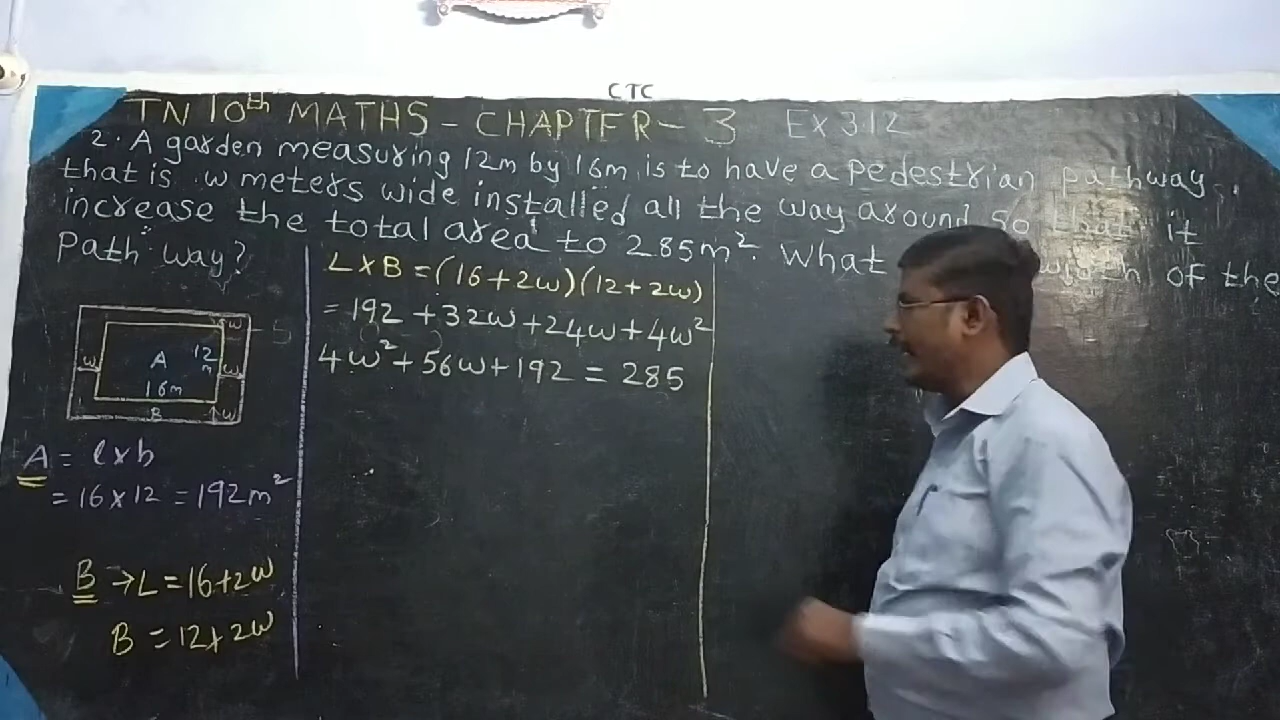 CTC
TN 10th MATHS - CHAPTER - 3 EX 3.12
2. A garden measuring 12m by 16m, is to have a pedestrian pathway
that is w meters wide installed all the way around so that it
increase the total area to 285m². What width of the
Path way?
L x B = (16 + 2w)(12 + 2w)
= 192 + 32w + 24w + 4w²
4w² + 56w + 192 = 285
w
A 12
m
w w
16m
B w
A = l x b
= 16 x 12 = 192m²
B → L = 16+2w
B = 12+2w